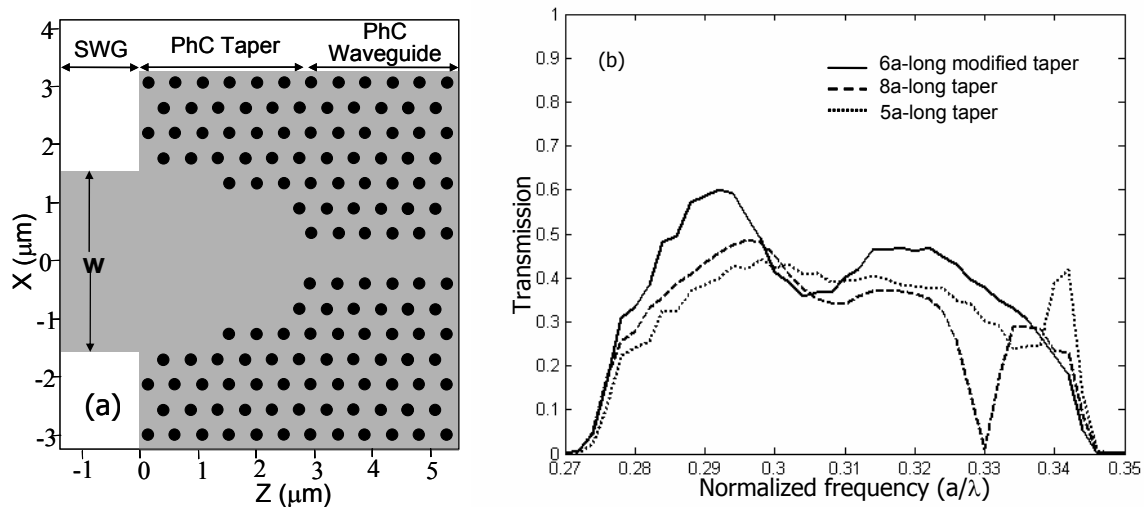 SWG
PhC Taper
PhC
Waveguide
4
3
2
1
0
-1
-2
-3
X (μm)
W
(a)
-1
0
1
2
3
4
5
Z (μm)
(b)
6a-long modified taper
8a-long taper
5a-long taper
1
0.9
0.8
0.7
0.6
0.5
0.4
0.3
0.2
0.1
0
Transmission
0.27
0.28
0.29
0.3
0.31
0.32
0.33
0.34
0.35
Normalized frequency (a/λ)